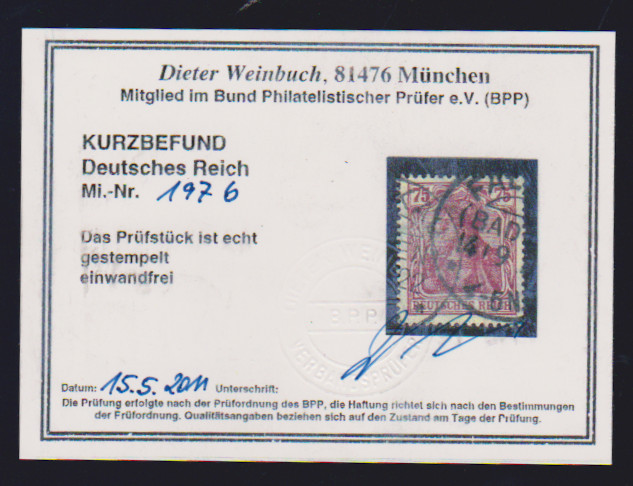 Dieter Weinbuch, 81476 München
Mitglied im Bund Philatelistischer Prüfer e.V. (BPP)
KURZBEFUND
Deutsches Reich
Mi.-Nr. 197 b
Das Prüfstück ist echt
gestempelt
einwandfrei
75 75
(BAD
DEUTSCHES REICH
BPP
Datum: 15.5.2011 Unterschrift:
Die Prüfung erfolgte nach der Prüfordnung des BPP, die Haftung richtet sich nach den Bestimmungen
der Prüfordnung. Qualitätsangaben beziehen sich auf den Zustand am Tage der Prüfung.